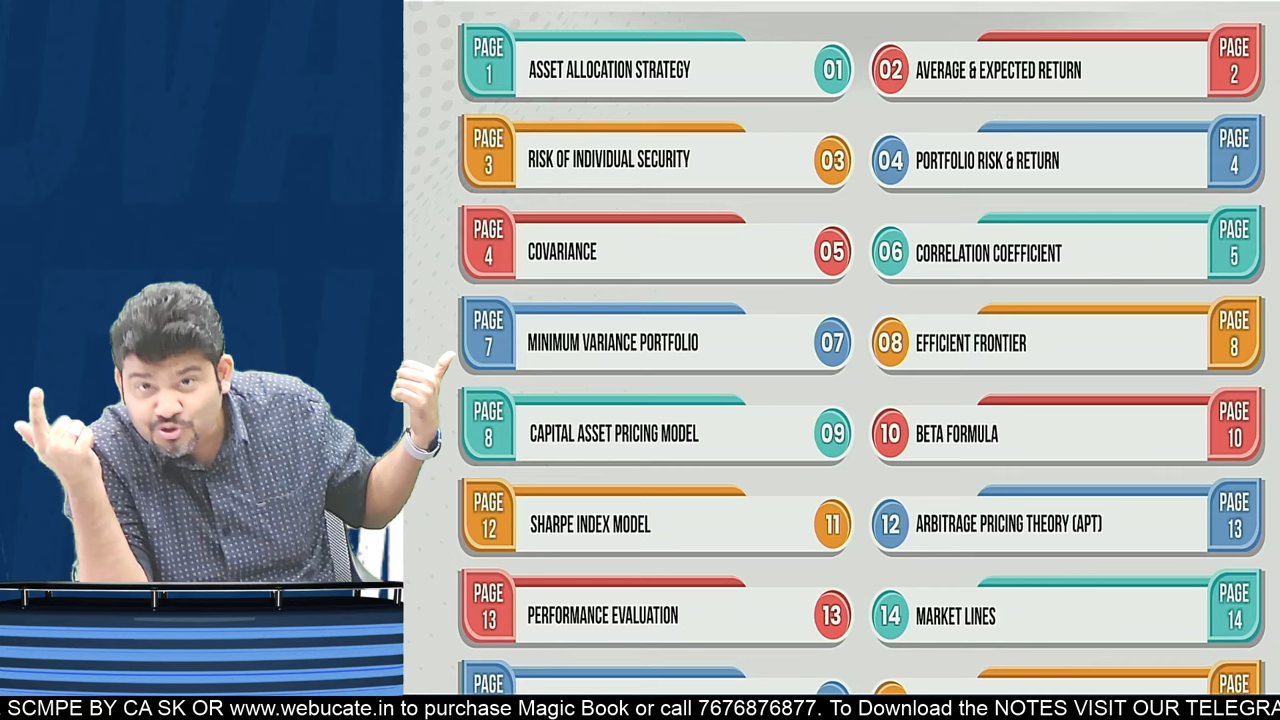 PAGE 1
ASSET ALLOCATION STRATEGY
01
02
AVERAGE & EXPECTED RETURN
PAGE 2
PAGE 3
RISK OF INDIVIDUAL SECURITY
03
04
PORTFOLIO RISK & RETURN
PAGE 4
PAGE 4
COVARIANCE
05
06
CORRELATION COEFFICIENT
PAGE 5
PAGE 7
MINIMUM VARIANCE PORTFOLIO
07
08
EFFICIENT FRONTIER
PAGE 8
PAGE 8
CAPITAL ASSET PRICING MODEL
09
10
BETA FORMULA
PAGE 10
PAGE 12
SHARPE INDEX MODEL
11
12
ARBITRAGE PRICING THEORY (APT)
PAGE 13
PAGE 13
PERFORMANCE EVALUATION
13
14
MARKET LINES
PAGE 14
PAGE
PAGE
SCMPE BY CA SK OR www.webucate.in to purchase Magic Book or call 7676876877. To Download the NOTES VISIT OUR TELEGRA